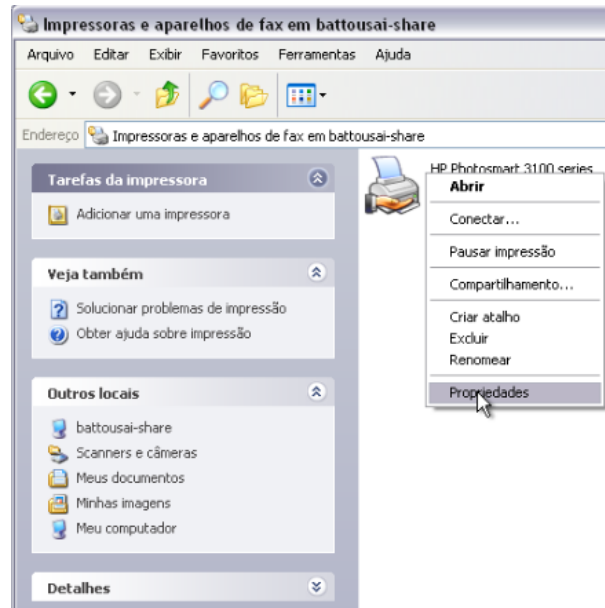 Impressoras e aparelhos de fax em battousai-share
Arquivo Editar Exibir Favoritos Ferramentas Ajuda
Endereço Impressoras e aparelhos de fax em battousai-share
Tarefas da impressora
Adicionar uma impressora
Veja também
Solucionar problemas de impressão
Obter ajuda sobre impressão
Outros locais
battousai-share
Scanners e câmeras
Meus documentos
Minhas imagens
Meu computador
Detalhes
HP Photosmart 3100 series
Abrir
Conectar...
Pausar impressão
Compartilhamento...
Criar atalho
Excluir
Renomear
Propriedades